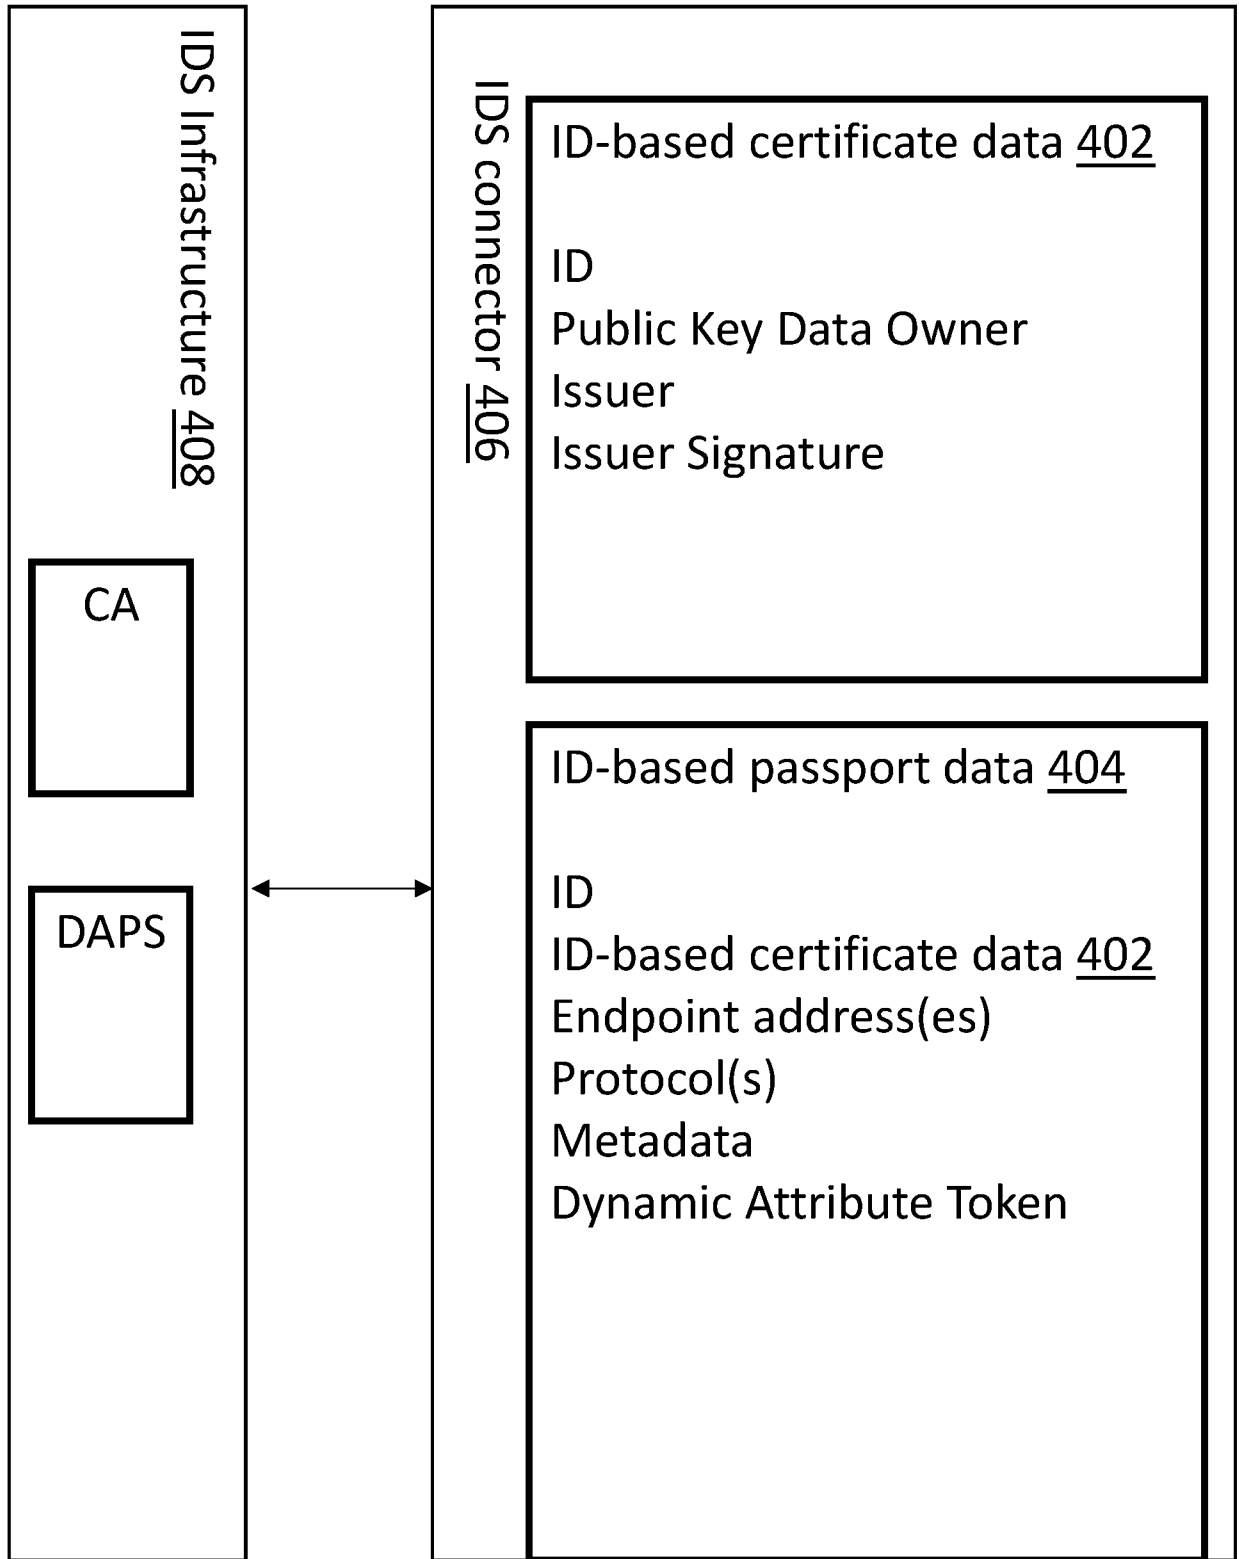 IDS Infrastructure 408
CA
DAPS
IDS connector 406
ID-based certificate data 402
ID
Public Key Data Owner
Issuer
Issuer Signature
ID-based passport data 404
ID
ID-based certificate data 402
Endpoint address(es)
Protocol(s)
Metadata
Dynamic Attribute Token